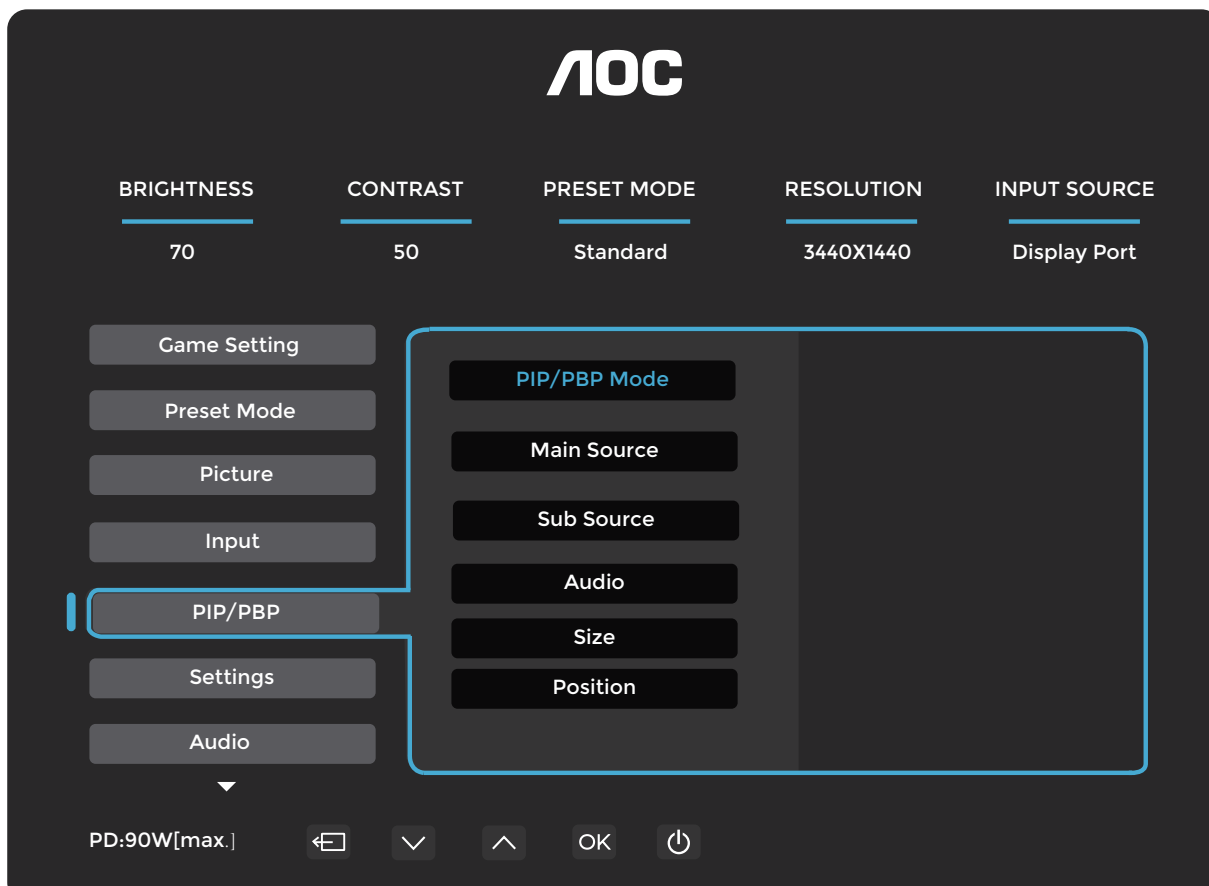 AOC
BRIGHTNESS CONTRAST PRESET MODE RESOLUTION INPUT SOURCE
70 50 Standard 3440X1440 Display Port
Game Setting
Preset Mode
Picture
Input
PIP/PBP
Settings
Audio
PIP/PBP Mode
Main Source
Sub Source
Audio
Size
Position
PD:90W[max.] OK